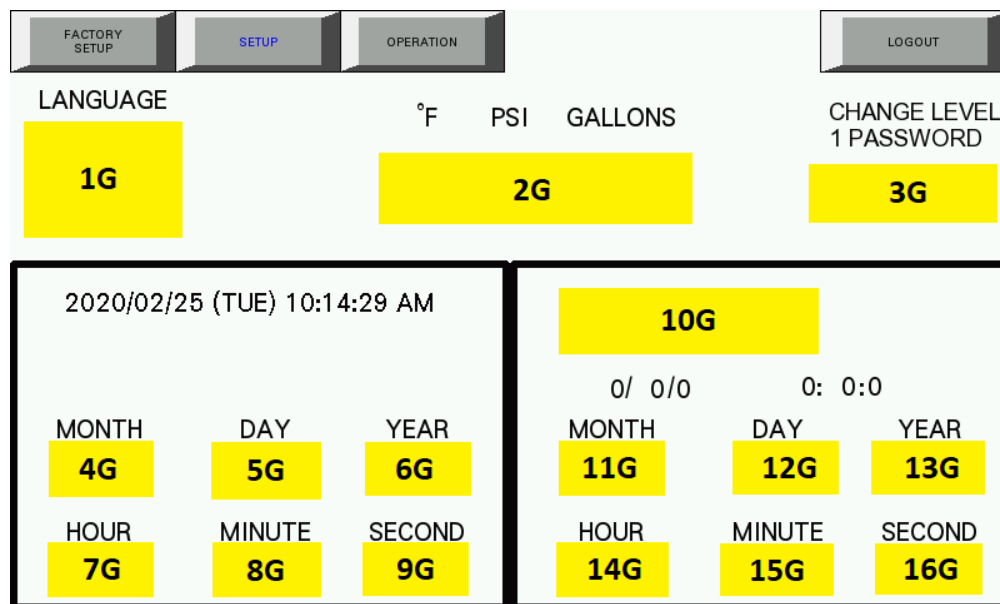 FACTORY SETUP
SETUP
OPERATION
LOGOUT
LANGUAGE
1G
°F PSI GALLONS
2G
CHANGE LEVEL
1 PASSWORD
3G
2020/02/25 (TUE) 10:14:29 AM
MONTH DAY YEAR
4G 5G 6G
HOUR MINUTE SECOND
7G 8G 9G
10G
0/ 0/0 0: 0:0
MONTH DAY YEAR
11G 12G 13G
HOUR MINUTE SECOND
14G 15G 16G